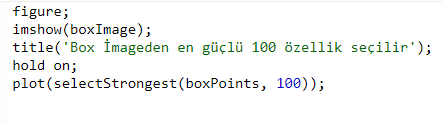 figure;
imshow(boxImage);
title('Box İmageden en güçlü 100 özellik seçilir');
hold on;
plot(selectStrongest(boxPoints, 100));